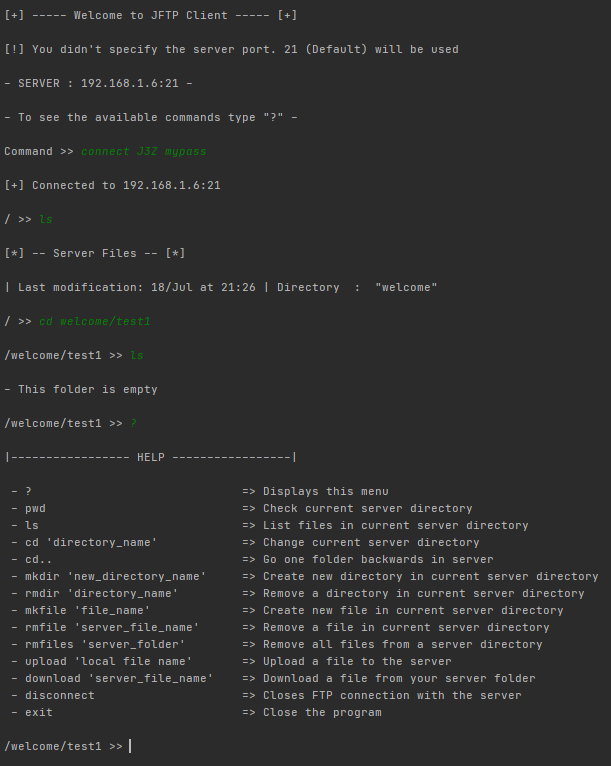 [+] ----- Welcome to JFTP Client ----- [+]
[!] You didn't specify the server port. 21 (Default) will be used
- SERVER : 192.168.1.6:21 -
- To see the available commands type "?" -
Command >> connect J3Z mypass
[+] Connected to 192.168.1.6:21
/ >> ls
[*] -- Server Files -- [*]
| Last modification: 18/Jul at 21:26 | Directory  :  "welcome"
/ >> cd welcome/test1
/welcome/test1 >> ls
- This folder is empty
/welcome/test1 >> ?
|----------------- HELP -----------------|
- ?                              => Displays this menu
- pwd                            => Check current server directory
- ls                             => List files in current server directory
- cd 'directory_name'            => Change current server directory
- cd..                           => Go one folder backwards in server
- mkdir 'new_directory_name'     => Create new directory in current server directory
- rmdir 'directory_name'         => Remove a directory in current server directory
- mkfile 'file_name'             => Create new file in current server directory
- rmfile 'server_file_name'      => Remove a file in current server directory
- rmfiles 'server_folder'        => Remove all files from a server directory
- upload 'local file name'       => Upload a file to the server
- download 'server_file_name'    => Download a file from your server folder
- disconnect                     => Closes FTP connection with the server
- exit                           => Close the program
/welcome/test1 >>